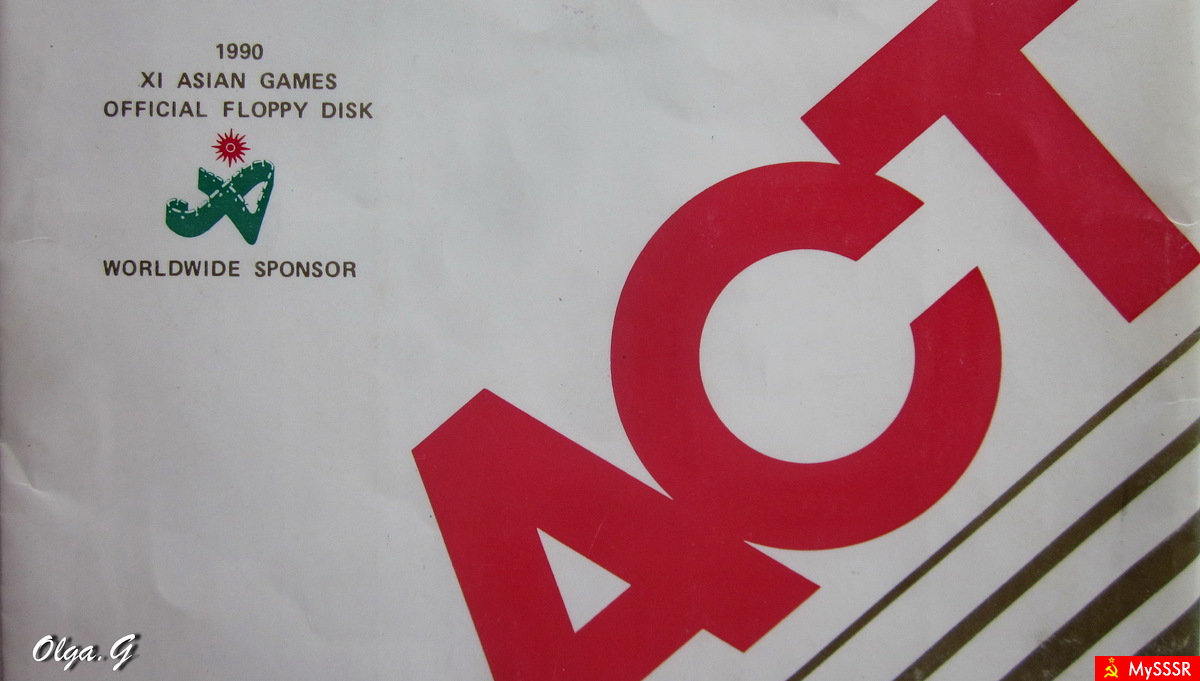 1990
XI ASIAN GAMES
OFFICIAL FLOPPY DISK
WORLDWIDE SPONSOR
ACT
Olga.G
MySSSR